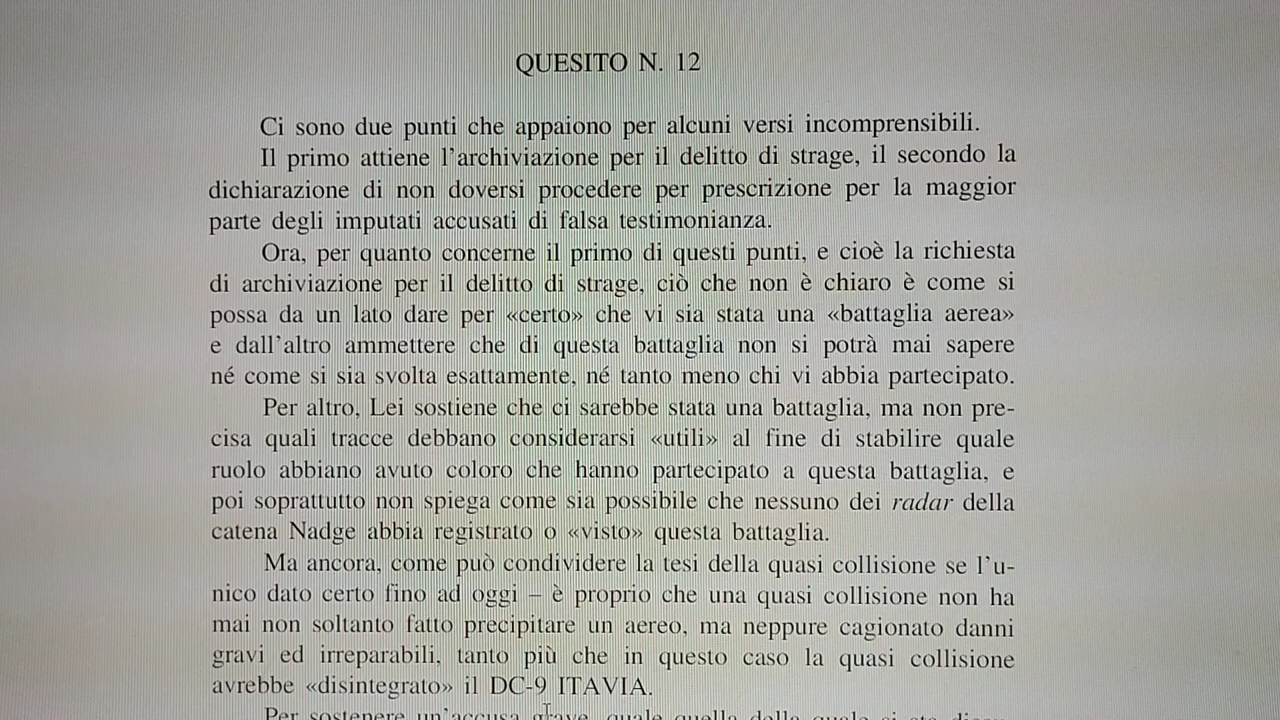 QUESITO N. 12
Ci sono due punti che appaiono per alcuni versi incomprensibili.
Il primo attiene l'archiviazione per il delitto di strage, il secondo la
dichiarazione di non doversi procedere per prescrizione per la maggior
parte degli imputati accusati di falsa testimonianza.
Ora, per quanto concerne il primo di questi punti, e cioè la richiesta
di archiviazione per il delitto di strage, ciò che non è chiaro è come si
possa da un lato dare per «certo» che vi sia stata una «battaglia aerea»
e dall'altro ammettere che di questa battaglia non si potrà mai sapere
né come si sia svolta esattamente, né tanto meno chi vi abbia partecipato.
Per altro, Lei sostiene che ci sarebbe stata una battaglia, ma non pre-
cisa quali tracce debbano considerarsi «utili» al fine di stabilire quale
ruolo abbiano avuto coloro che hanno partecipato a questa battaglia, e
poi soprattutto non spiega come sia possibile che nessuno dei radar della
catena Nadge abbia registrato o «visto» questa battaglia.
Ma ancora, come può condividere la tesi della quasi collisione se l'u-
nico dato certo fino ad oggi – è proprio che una quasi collisione non ha
mai non soltanto fatto precipitare un aereo, ma neppure cagionato danni
gravi ed irreparabili, tanto più che in questo caso la quasi collisione
avrebbe «disintegrato» il DC-9 ITAVIA.
Per sostenere un'accusa grave, quale quella della quale si sta